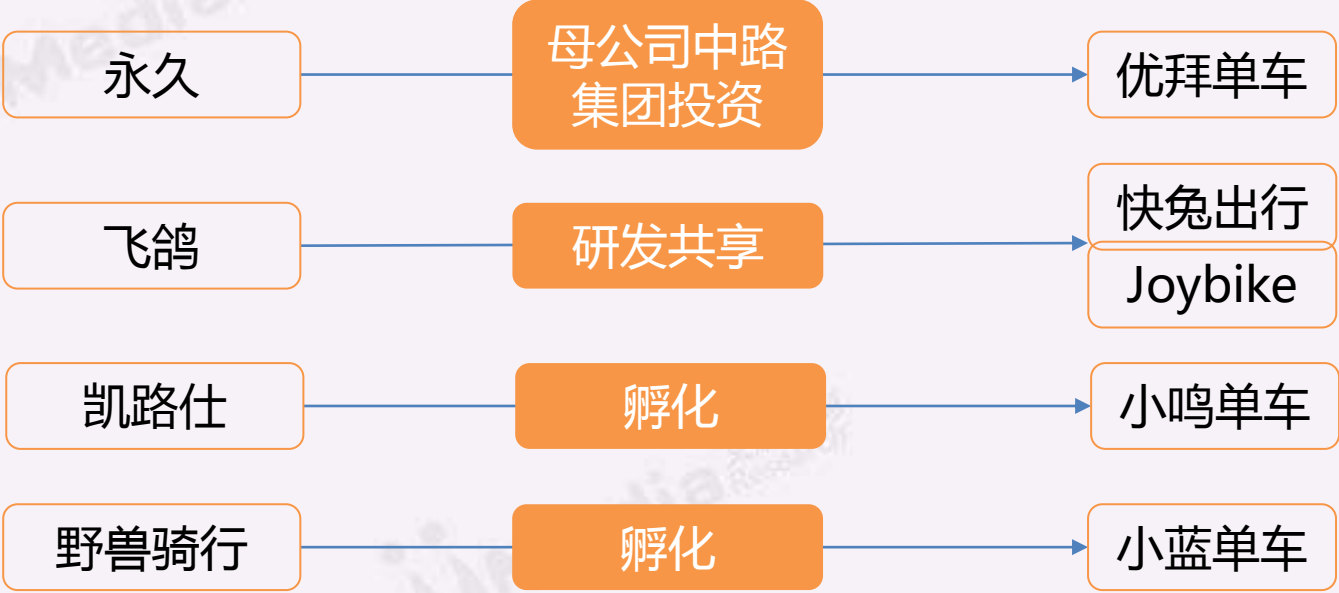 永久
母公司中路
集团投资
优拜单车
飞鸽
研发共享
快兔出行
Joybike
凯路仕
孵化
小鸣单车
野兽骑行
孵化
小蓝单车